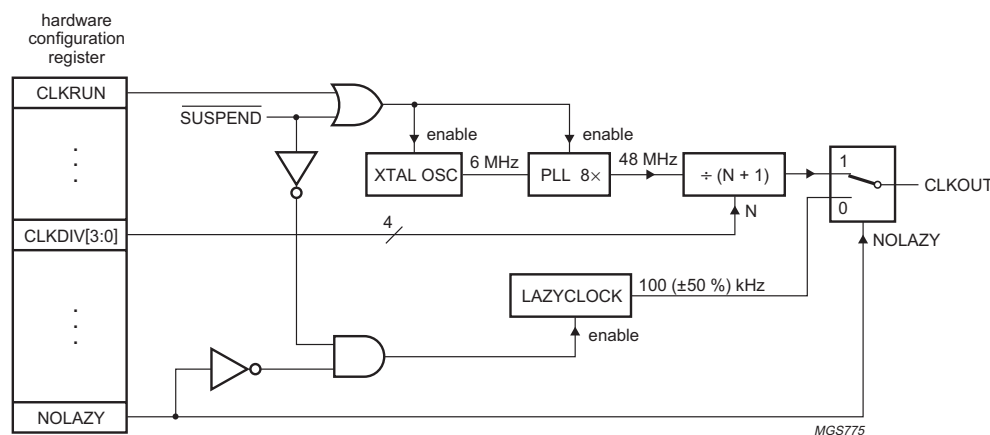 hardware
configuration
register
CLKRUN
SUSPEND
enable
enable
XTAL OSC
6 MHz
PLL 8×
48 MHz
÷ (N + 1)
1
CLKOUT
0
N
4
CLKDIV[3:0]
NOLAZY
LAZYCLOCK
100 (±50 %) kHz
enable
NOLAZY
MGS775